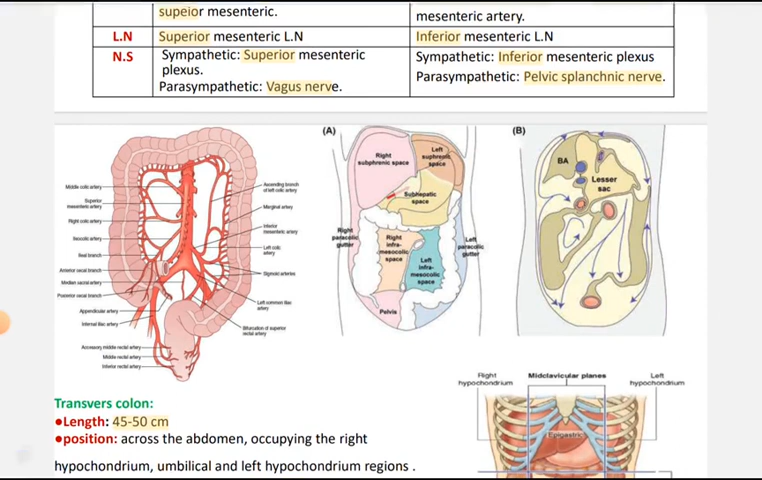 supeior mesenteric.
mesenteric artery.
L.N
Superior mesenteric L.N
Inferior mesenteric L.N
N.S
Sympathetic: Superior mesenteric
plexus.
Parasympathetic: Vagus nerve.
Sympathetic: Inferior mesenteric plexus
Parasympathetic: Pelvic splanchnic nerve.
Middle colic artery
Superior
mesenteric artery
Right colic artery
Ileocolic artery
Ileal branch
Anterior cecal branch
Median sacral artery
Posterior cecal branch
Appendicular artery
Internal iliac artery
Accessory middle rectal artery
Middle rectal artery
Inferior rectal artery
Ascending branch
of left colic artery
Marginal artery
Inferior
mesenteric artery
Left colic
artery
Sigmoid arteries
Left common iliac
artery
Bifurcation of superior
rectal artery
(A)
Right
subphrenic space
Left
suphrenic
space
Subhepatic
space
Right
paracolic
gutter
Right
infra-
mesocolic
space
Left
infra-
mesocolic
space
Left
paracolic
gutter
Pelvis
(B)
BA
Lesser
sac
Transvers colon:
●Length: 45-50 cm
●position: across the abdomen, occupying the right
hypochondrium, umbilical and left hypochondrium regions .
Right
hypochondrium
Midclavicular planes
Left
hypochondrium
Epigastric